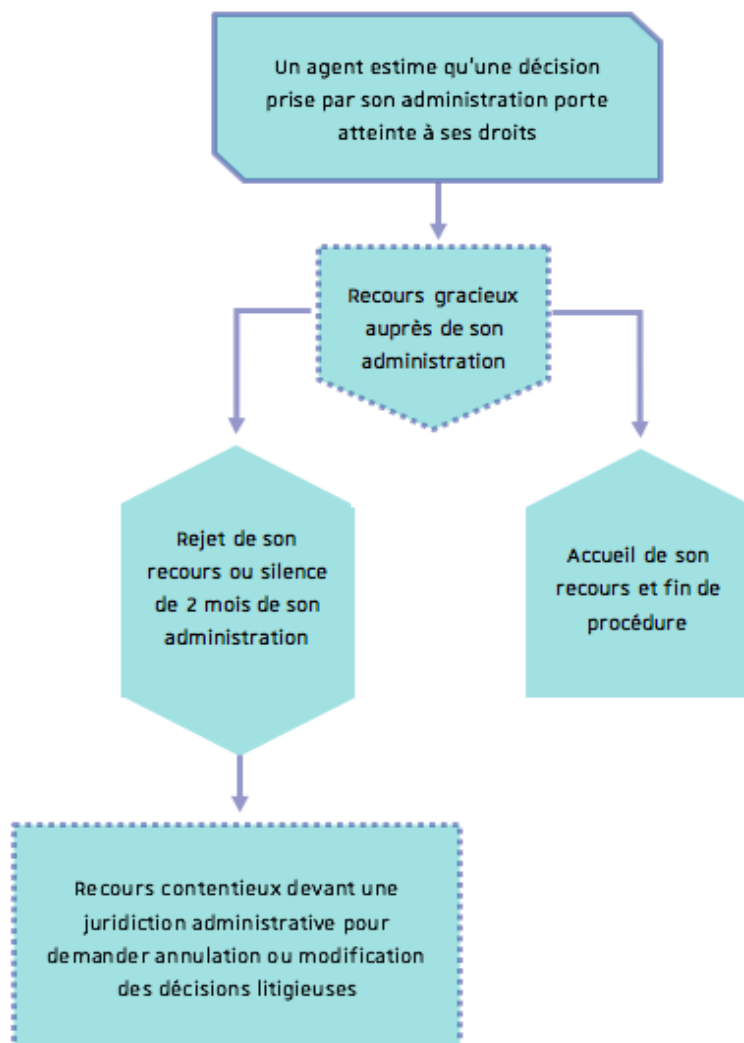 Un agent estime qu'une décision
prise par son administration porte
atteinte à ses droits
Recours gracieux
auprès de son
administration
Rejet de son
recours ou silence
de 2 mois de son
administration
Accueil de son
recours et fin de
procédure
Recours contentieux devant une
juridiction administrative pour
demander annulation ou modification
des décisions litigieuses